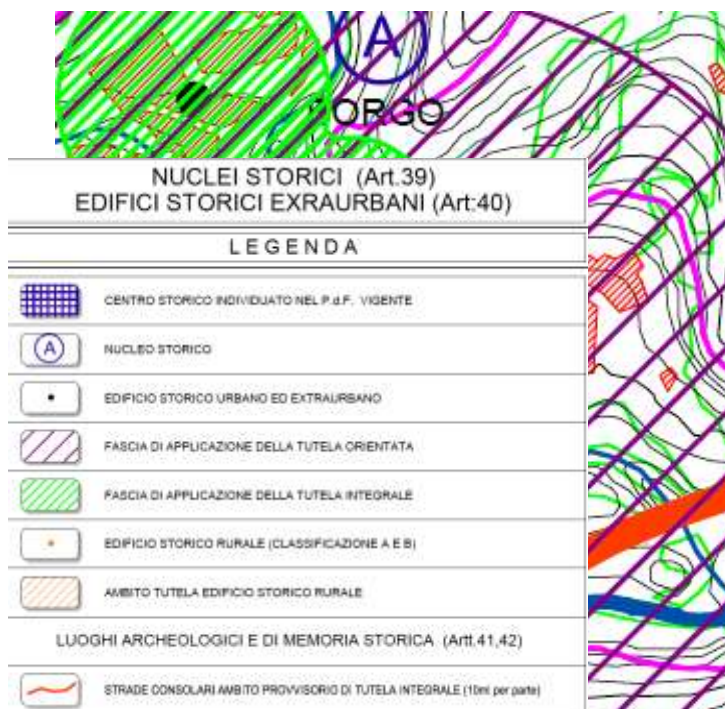 A
BORGO
NUCLEI STORICI (Art.39)
EDIFICI STORICI EXRAURBANI (Art:40)
LEGENDA
CENTRO STORICO INDIVIDUATO NEL P.d.F. VIGENTE
A NUCLEO STORICO
EDIFICIO STORICO URBANO ED EXTRAURBANO
FASCIA DI APPLICAZIONE DELLA TUTELA ORIENTATA
FASCIA DI APPLICAZIONE DELLA TUTELA INTEGRALE
EDIFICIO STORICO RURALE (CLASSIFICAZIONE A E B)
AMBITO TUTELA EDIFICIO STORICO RURALE
LUOGHI ARCHEOLOGICI E DI MEMORIA STORICA (Artt.41,42)
STRADE CONSOLARI AMBITO PROVVISORIO DI TUTELA INTEGRALE (10ml per parte)